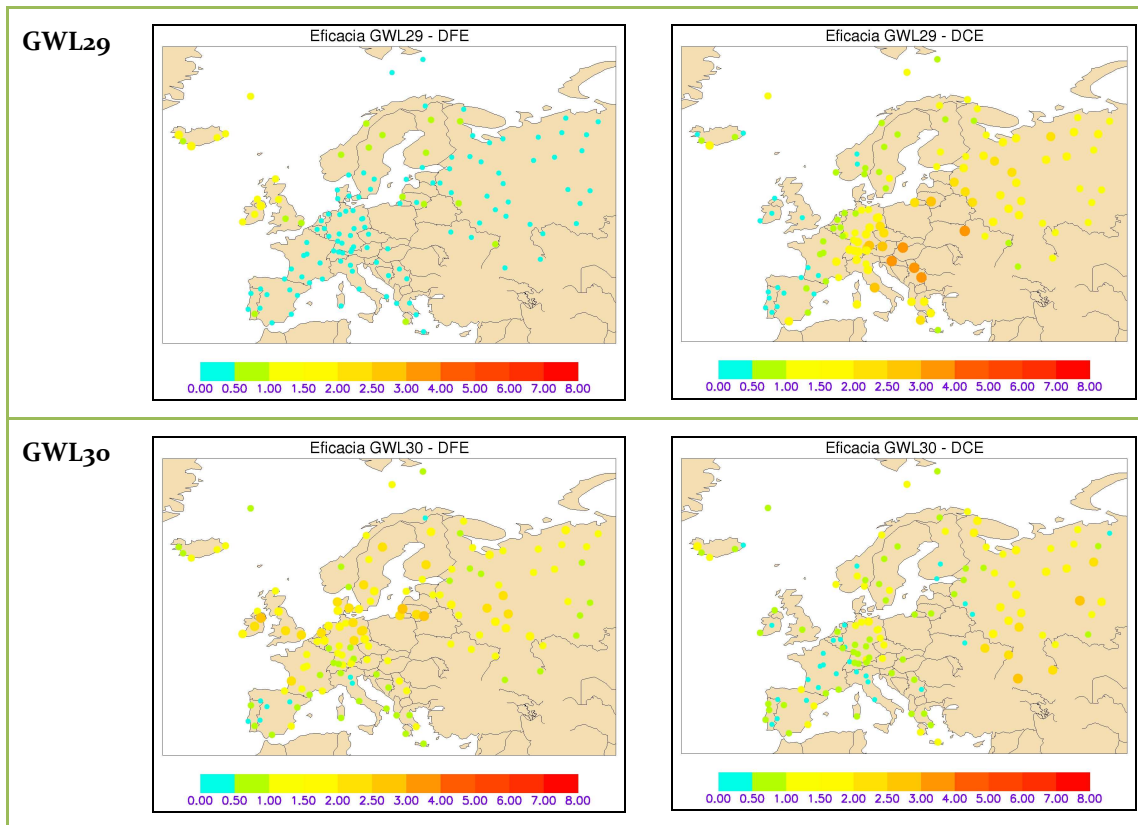 GWL29
Eficacia GWL29 - DFE
0.00 0.50 1.00 1.50 2.00 2.50 3.00 4.00 5.00 6.00 7.00 8.00
Eficacia GWL29 - DCE
0.00 0.50 1.00 1.50 2.00 2.50 3.00 4.00 5.00 6.00 7.00 8.00
GWL30
Eficacia GWL30 - DFE
0.00 0.50 1.00 1.50 2.00 2.50 3.00 4.00 5.00 6.00 7.00 8.00
Eficacia GWL30 - DCE
0.00 0.50 1.00 1.50 2.00 2.50 3.00 4.00 5.00 6.00 7.00 8.00